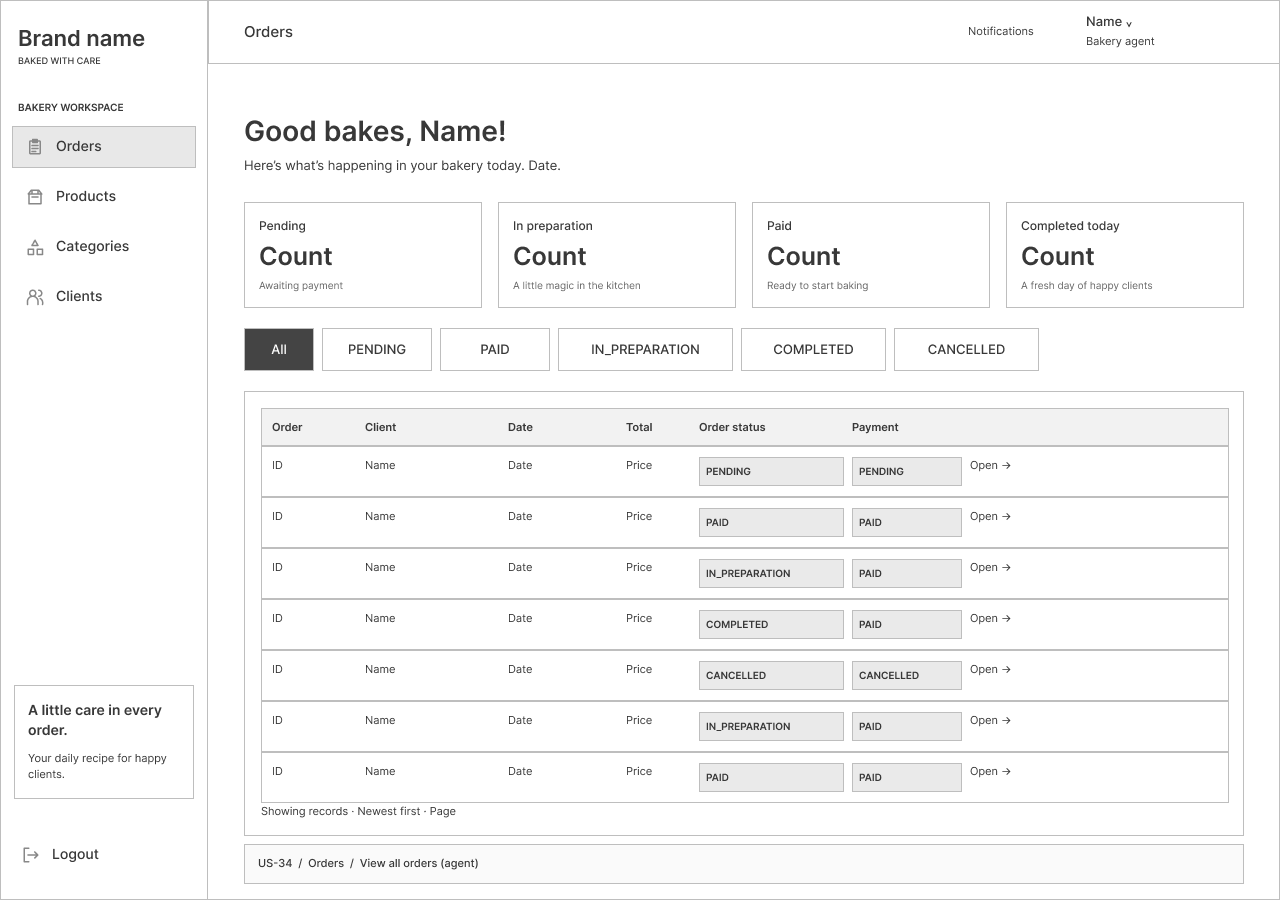 Brand name
BAKED WITH CARE
BAKERY WORKSPACE
Orders
Products
Categories
Clients
A little care in every
order.
Your daily recipe for happy
clients.
Logout
Orders
Notifications
Name v
Bakery agent
Good bakes, Name!
Here’s what’s happening in your bakery today. Date.
Pending
Count
Awaiting payment
In preparation
Count
A little magic in the kitchen
Paid
Count
Ready to start baking
Completed today
Count
A fresh day of happy clients
All PENDING PAID IN_PREPARATION COMPLETED CANCELLED
Order Client Date Total Order status Payment
ID Name Date Price PENDING PENDING Open →
ID Name Date Price PAID PAID Open →
ID Name Date Price IN_PREPARATION PAID Open →
ID Name Date Price COMPLETED PAID Open →
ID Name Date Price CANCELLED CANCELLED Open →
ID Name Date Price IN_PREPARATION PAID Open →
ID Name Date Price PAID PAID Open →
Showing records · Newest first · Page
US-34 / Orders / View all orders (agent)